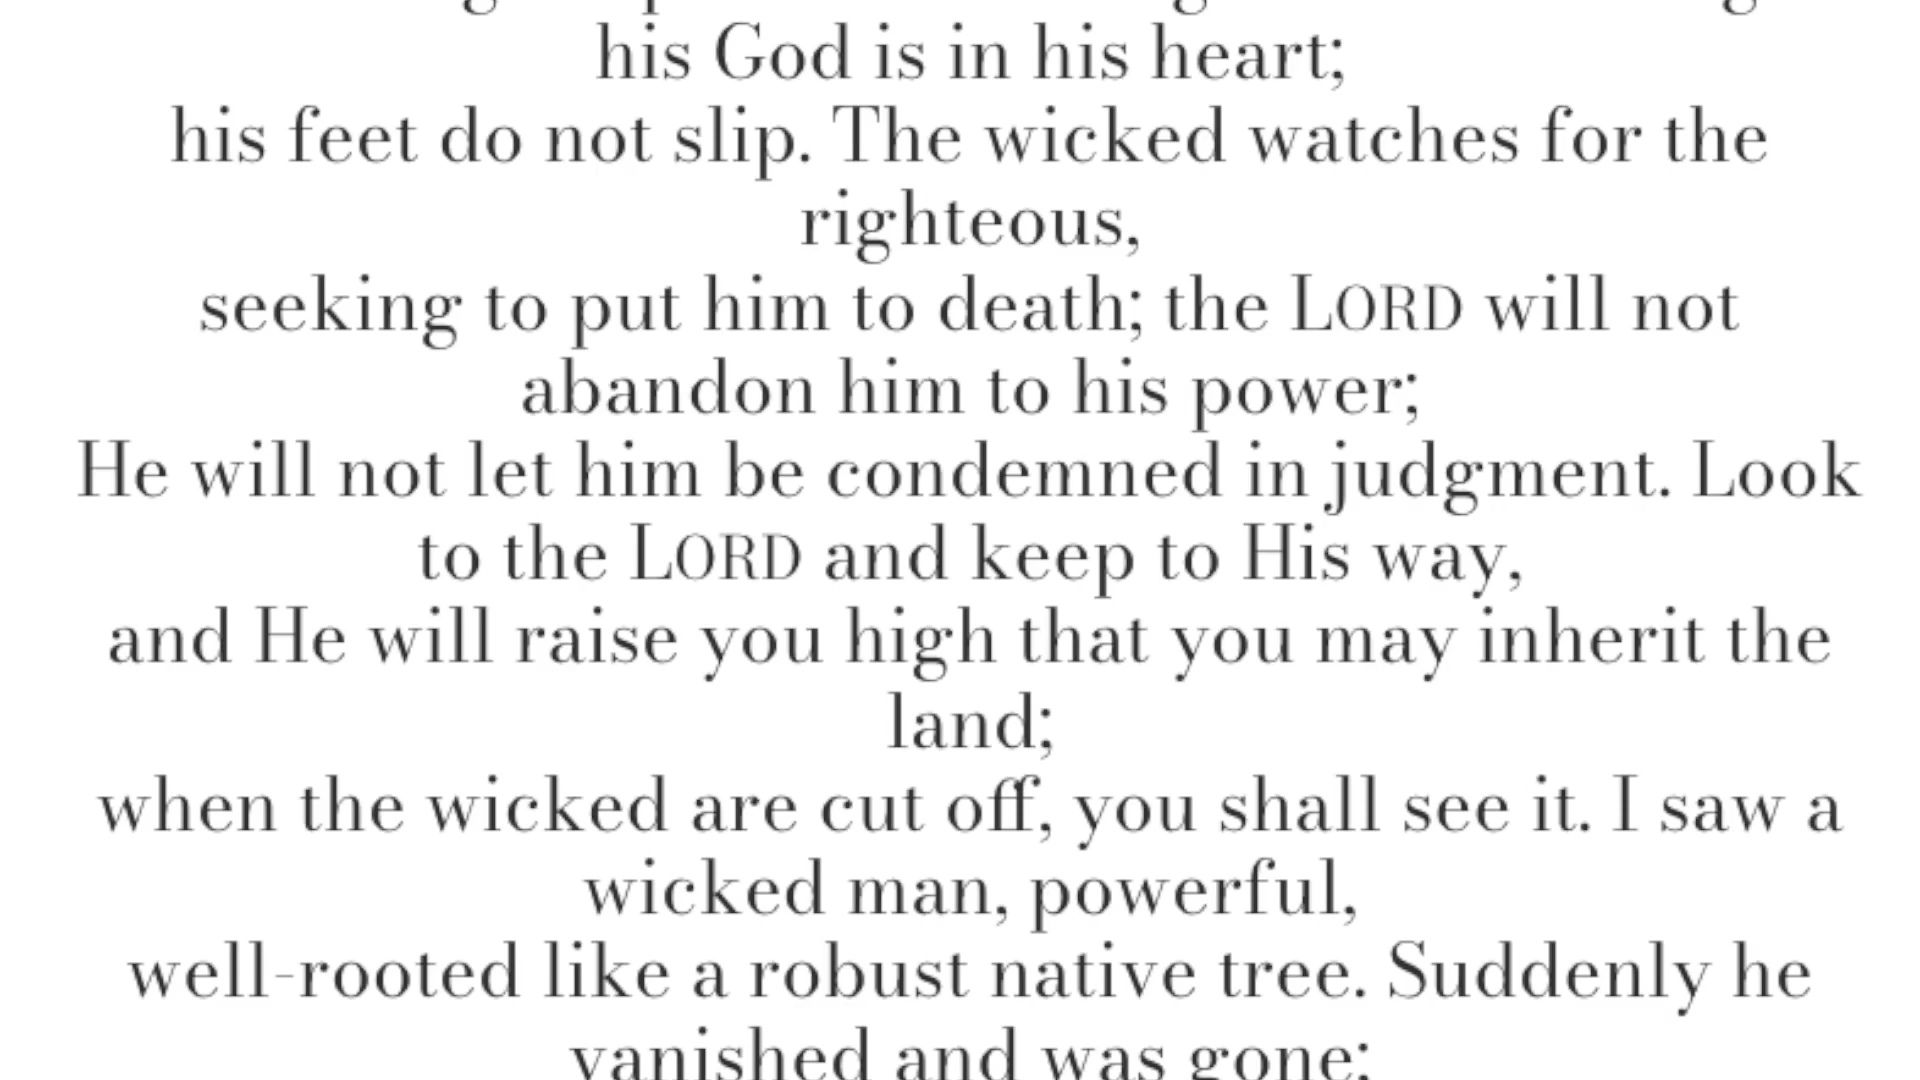 his God is in his heart;
his feet do not slip. The wicked watches for the
righteous,
seeking to put him to death; the LORD will not
abandon him to his power;
He will not let him be condemned in judgment. Look
to the LORD and keep to His way,
and He will raise you high that you may inherit the
land;
when the wicked are cut off, you shall see it. I saw a
wicked man, powerful,
well-rooted like a robust native tree. Suddenly he
vanished and was gone;